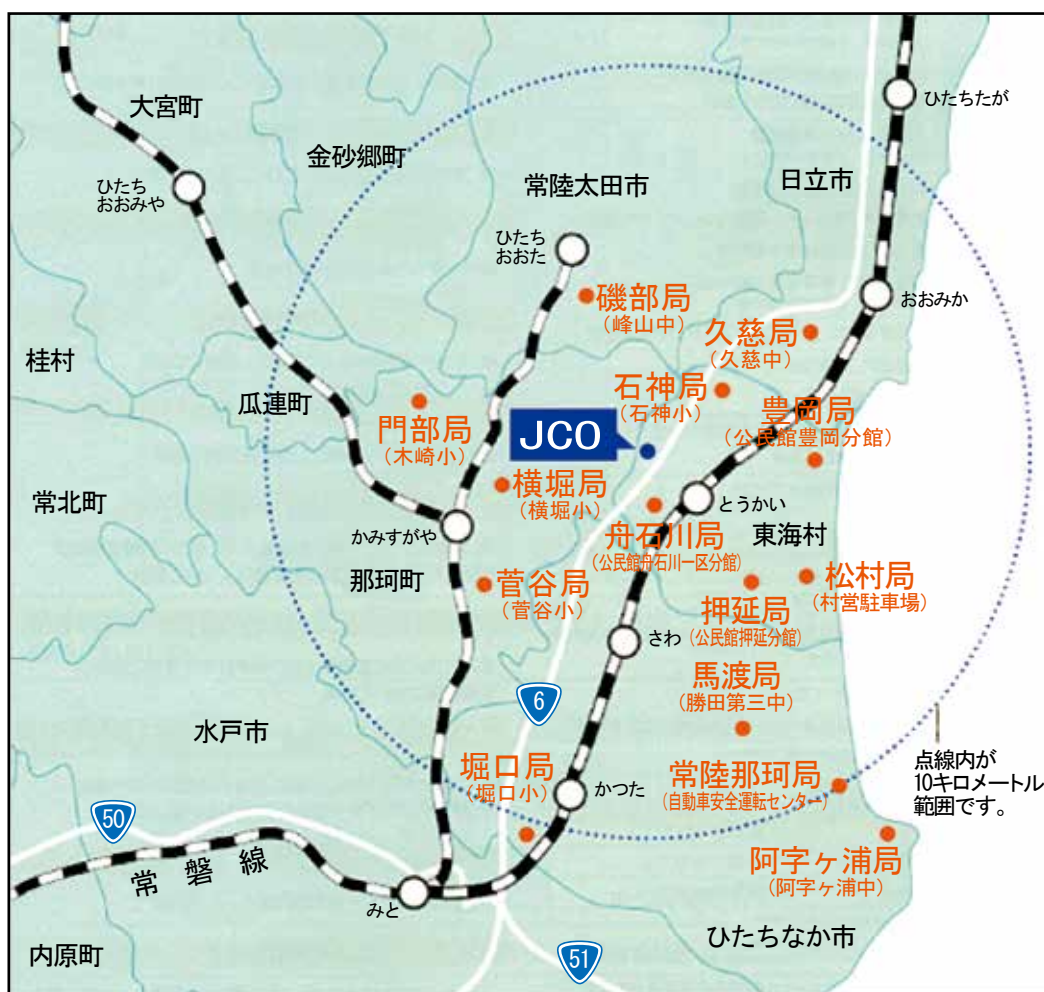 ひたちたが
大宮町
金砂郷町
常陸太田市
日立市
ひたち
おおみや
ひたち
おおた
おおみか
磯部局
(峰山中)
久慈局
(久慈中)
桂村
瓜連町
石神局
(石神小)
豊岡局
(公民館豊岡分館)
門部局
(木崎小)
JCO
横堀局
(横堀小)
常北町
とうかい
かみすがや
舟石川局
(公民館舟石川一区分館)
東海村
那珂町
菅谷局
(菅谷小)
松村局
(村営駐車場)
押延局
(公民館押延分館)
さわ
馬渡局
(勝田第三中)
6
水戸市
点線内が
10キロメートル
範囲です。
堀口局
(堀口小)
かつた
常陸那珂局
(自動車安全運転センター)
50
常磐線
阿字ヶ浦局
(阿字ヶ浦中)
みと
ひたちなか市
内原町
51